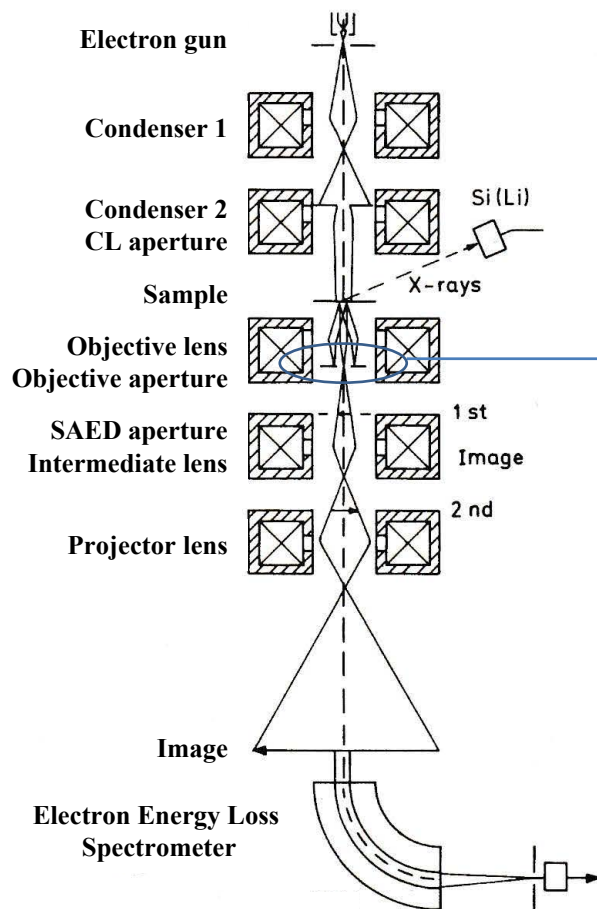 Electron gun
Condenser 1
Condenser 2
CL aperture
Si(Li)
X-rays
Sample
Objective lens
Objective aperture
1 st
SAED aperture
Intermediate lens
Image
2 nd
Projector lens
Image
Electron Energy Loss
Spectrometer